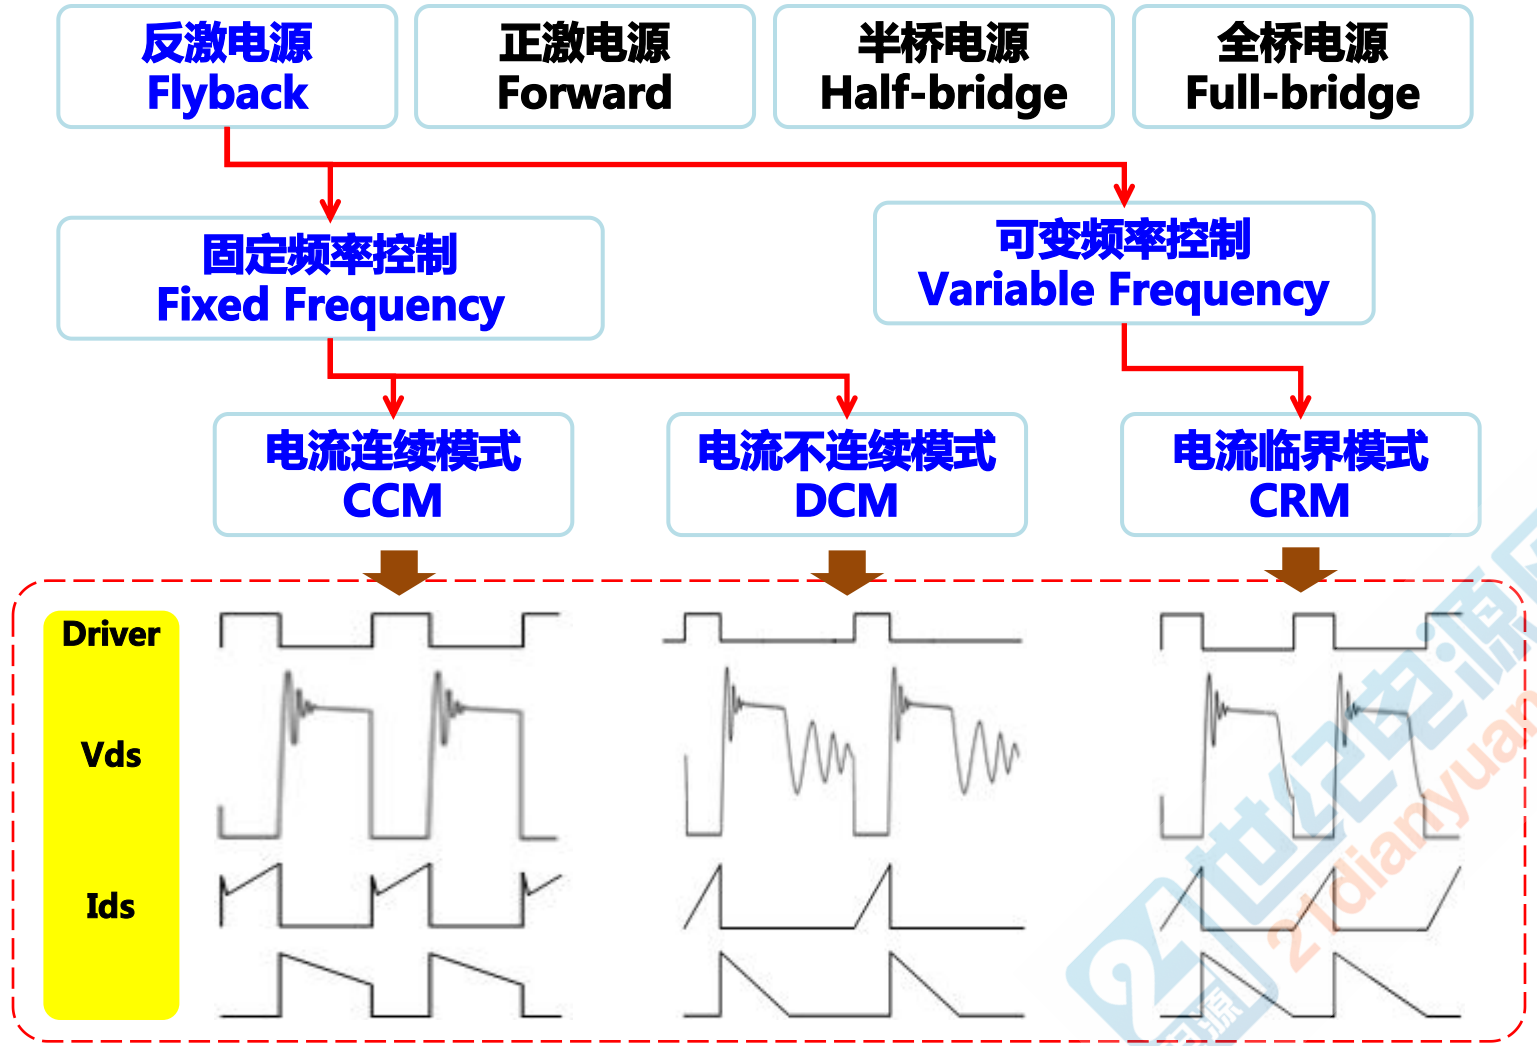 反激电源
Flyback
正激电源
Forward
半桥电源
Half-bridge
全桥电源
Full-bridge
固定频率控制
Fixed Frequency
可变频率控制
Variable Frequency
电流连续模式
CCM
电流不连续模式
DCM
电流临界模式
CRM
Driver
Vds
Ids
21世纪电源网
21dianyuan